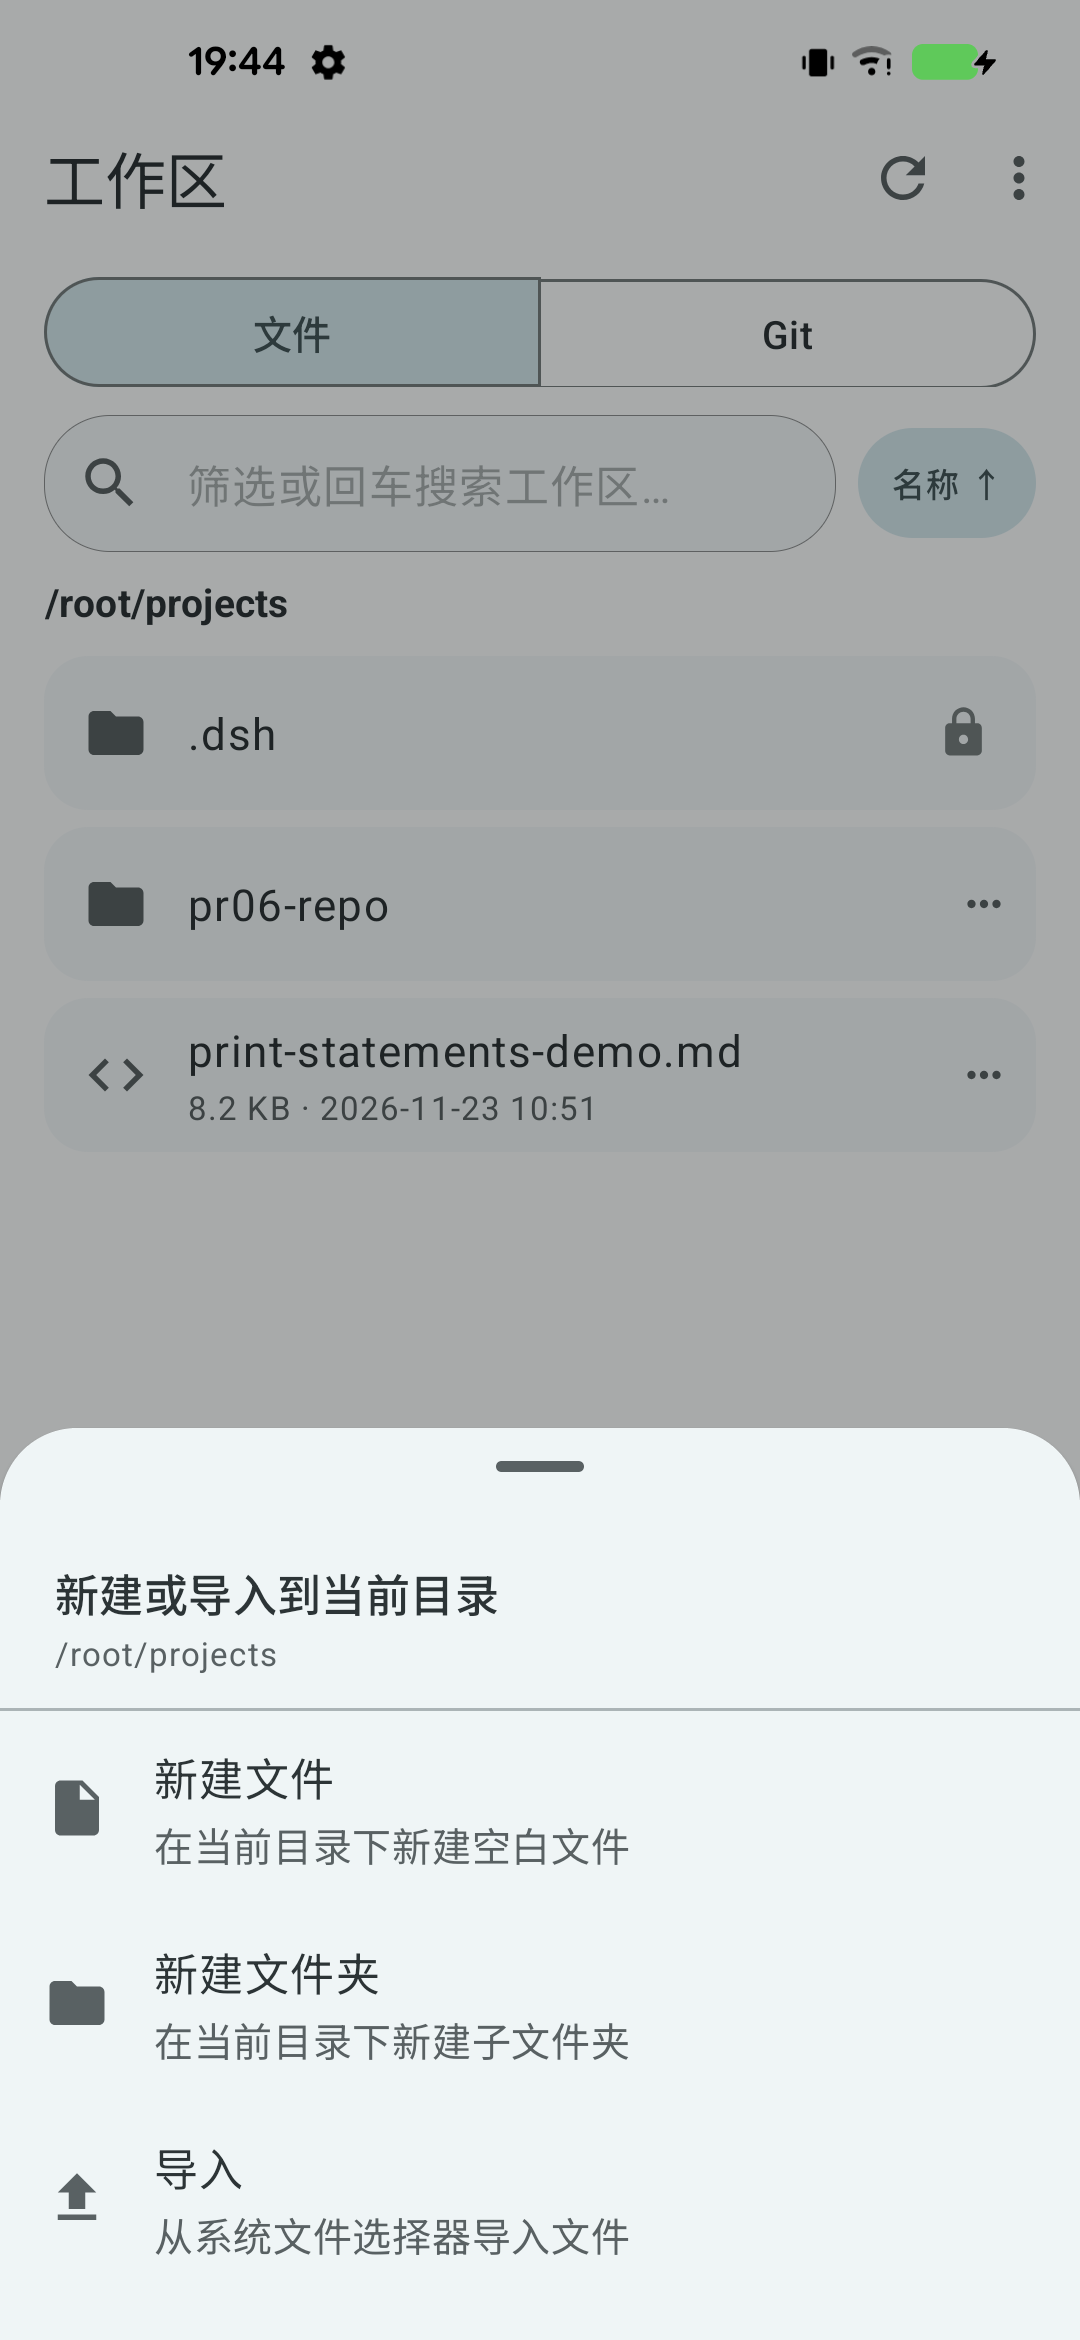 19:44
工作区
文件
Git
筛选或回车搜索工作区…
名称 ↑
/root/projects
.dsh
pr06-repo
print-statements-demo.md
8.2 KB · 2026-11-23 10:51
新建或导入到当前目录
/root/projects
新建文件
在当前目录下新建空白文件
新建文件夹
在当前目录下新建子文件夹
导入
从系统文件选择器导入文件